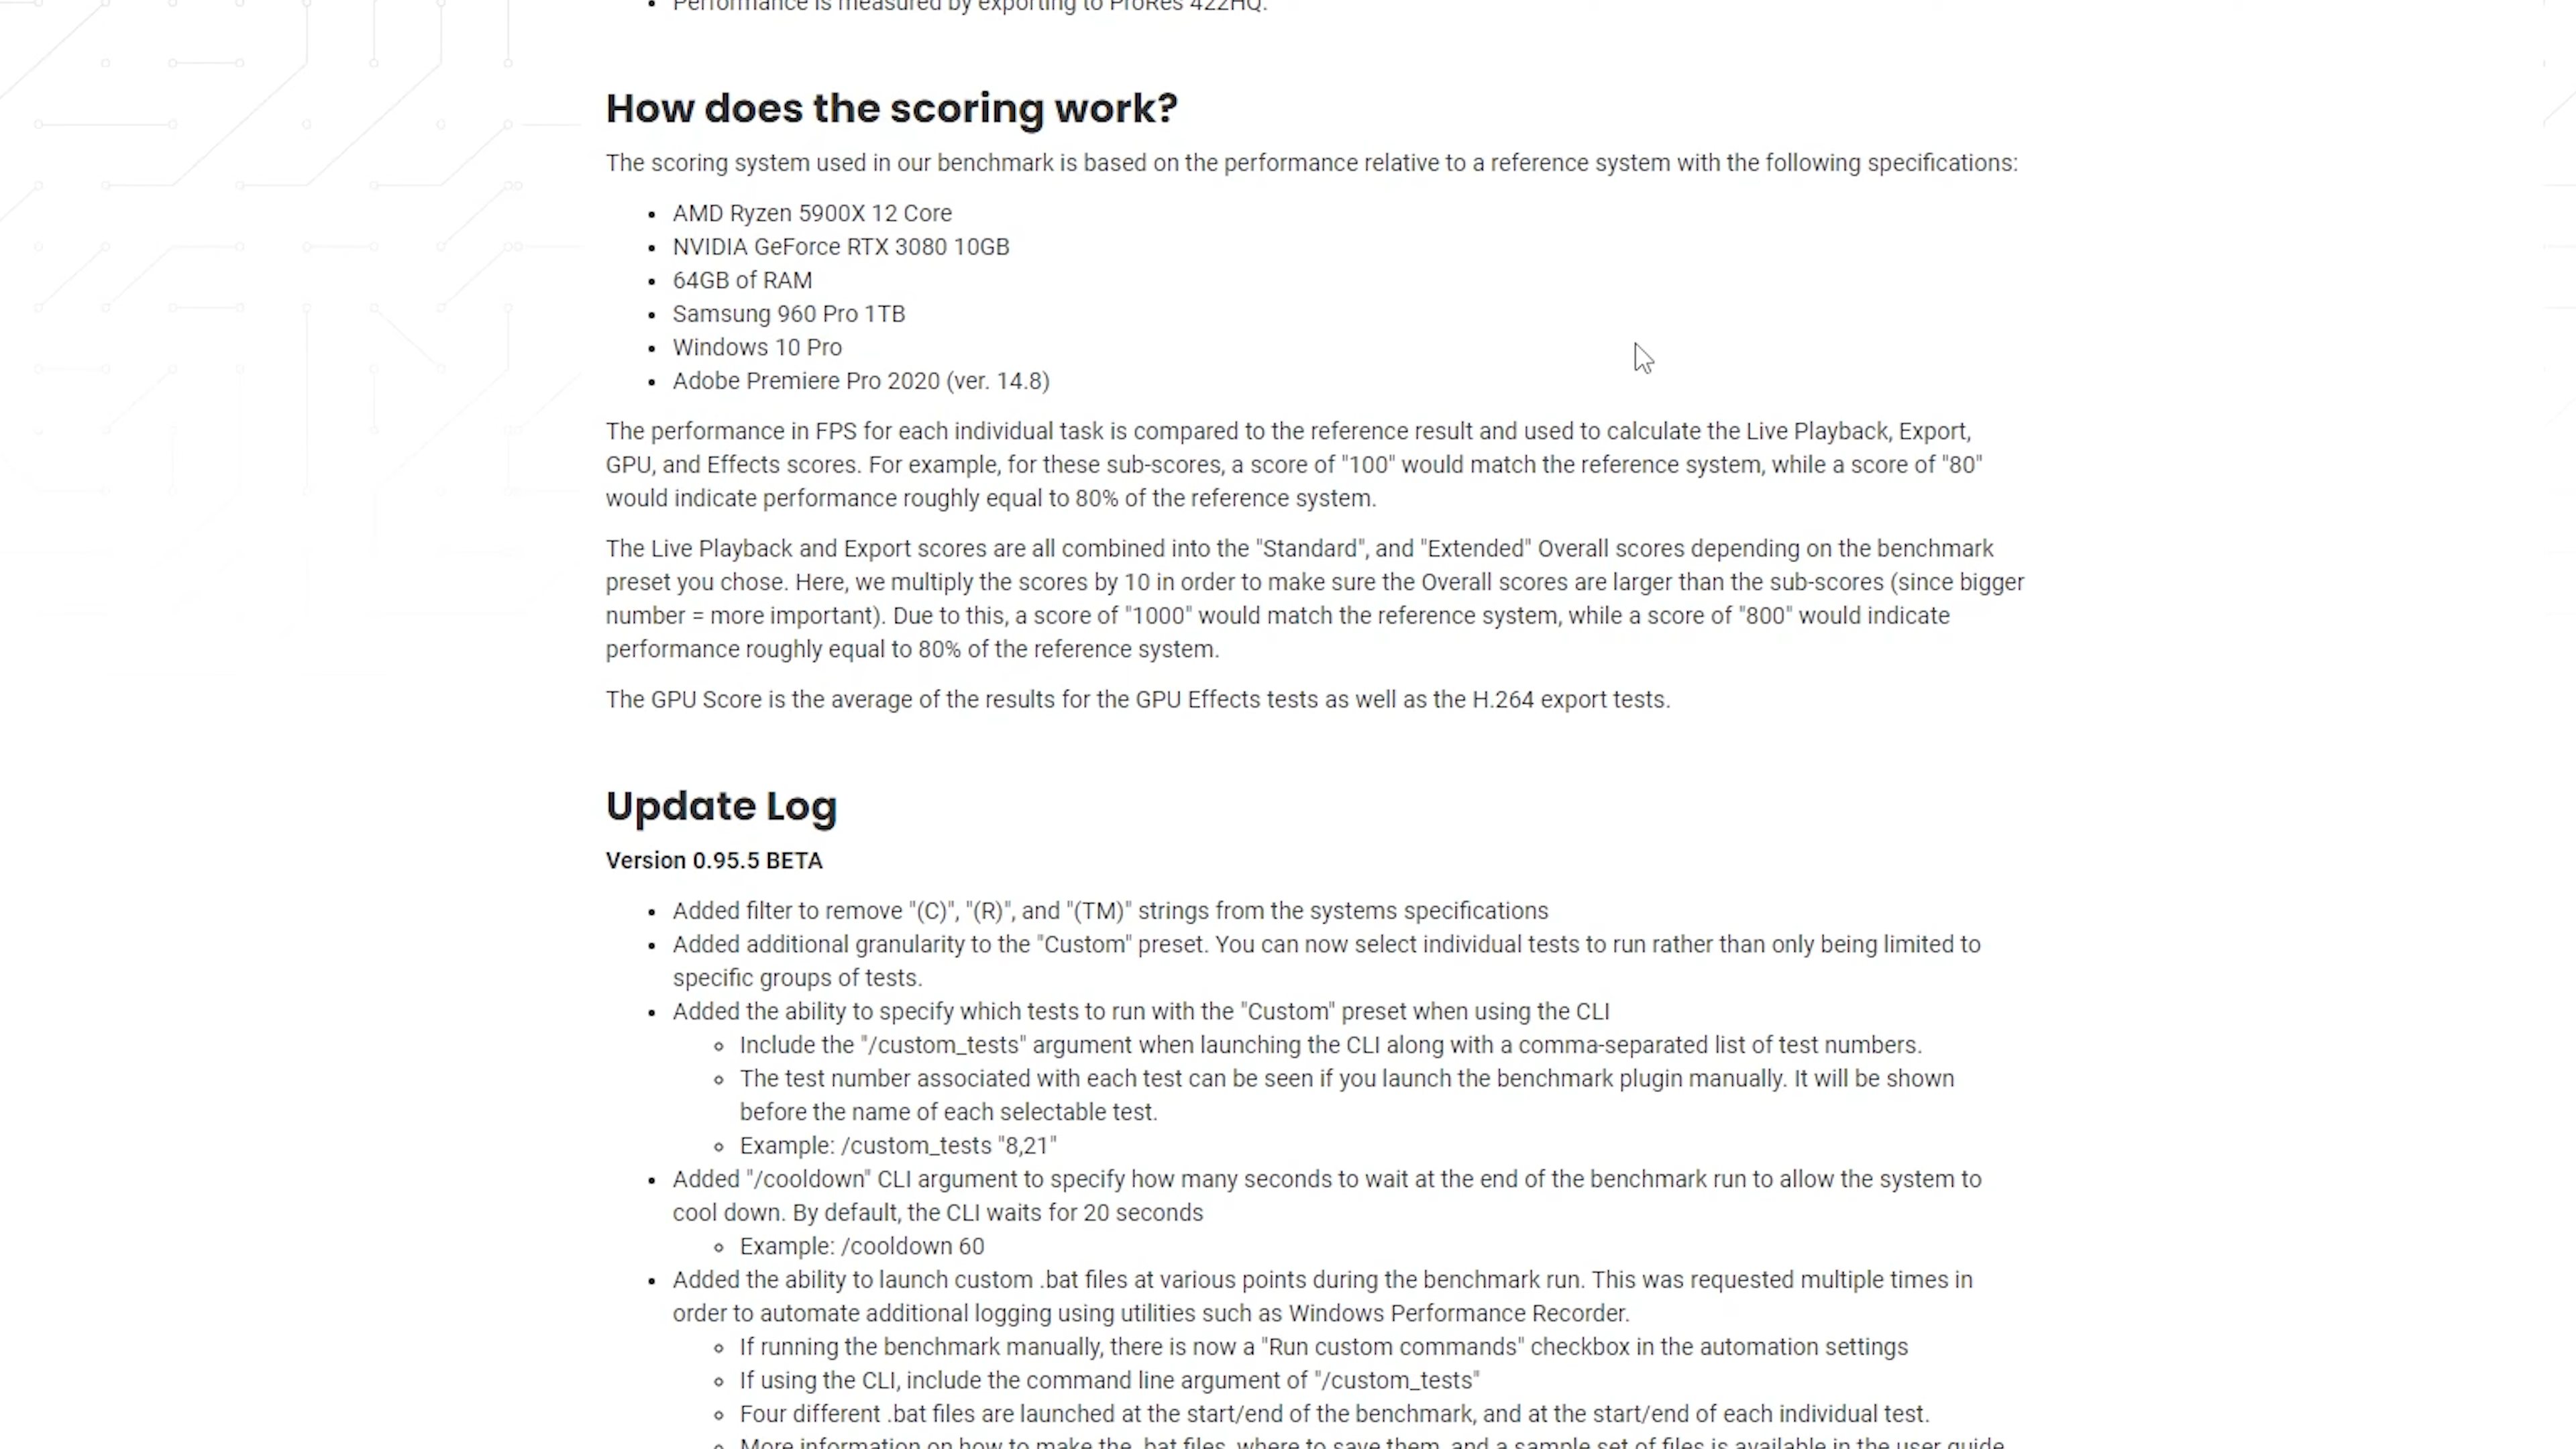 Performance is measured by exporting to ProRes 422HQ.
How does the scoring work?
The scoring system used in our benchmark is based on the performance relative to a reference system with the following specifications:
AMD Ryzen 5900X 12 Core
NVIDIA GeForce RTX 3080 10GB
64GB of RAM
Samsung 960 Pro 1TB
Windows 10 Pro
Adobe Premiere Pro 2020 (ver. 14.8)
The performance in FPS for each individual task is compared to the reference result and used to calculate the Live Playback, Export,
GPU, and Effects scores. For example, for these sub-scores, a score of "100" would match the reference system, while a score of "80"
would indicate performance roughly equal to 80% of the reference system.
The Live Playback and Export scores are all combined into the "Standard", and "Extended" Overall scores depending on the benchmark
preset you chose. Here, we multiply the scores by 10 in order to make sure the Overall scores are larger than the sub-scores (since bigger
number = more important). Due to this, a score of "1000" would match the reference system, while a score of "800" would indicate
performance roughly equal to 80% of the reference system.
The GPU Score is the average of the results for the GPU Effects tests as well as the H.264 export tests.
Update Log
Version 0.95.5 BETA
Added filter to remove "(C)", "(R)", and "(TM)" strings from the systems specifications
Added additional granularity to the "Custom" preset. You can now select individual tests to run rather than only being limited to
specific groups of tests.
Added the ability to specify which tests to run with the "Custom" preset when using the CLI
Include the "/custom_tests" argument when launching the CLI along with a comma-separated list of test numbers.
The test number associated with each test can be seen if you launch the benchmark plugin manually. It will be shown
before the name of each selectable test.
Example: /custom_tests "8,21"
Added "/cooldown" CLI argument to specify how many seconds to wait at the end of the benchmark run to allow the system to
cool down. By default, the CLI waits for 20 seconds
Example: /cooldown 60
Added the ability to launch custom .bat files at various points during the benchmark run. This was requested multiple times in
order to automate additional logging using utilities such as Windows Performance Recorder.
If running the benchmark manually, there is now a "Run custom commands" checkbox in the automation settings
If using the CLI, include the command line argument of "/custom_tests"
Four different .bat files are launched at the start/end of the benchmark, and at the start/end of each individual test.
More information on how to make the .bat files, where to save them, and a sample set of files is available in the user guide